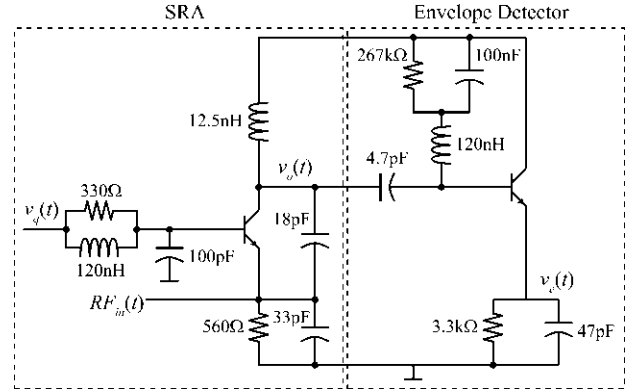 SRA
Envelope Detector
267kΩ
100nF
12.5nH
120nH
4.7pF
v_o(t)
330Ω
v_q(t)
18pF
100pF
120nH
RF_in(t)
v_e(t)
560Ω
33pF
3.3kΩ
47pF